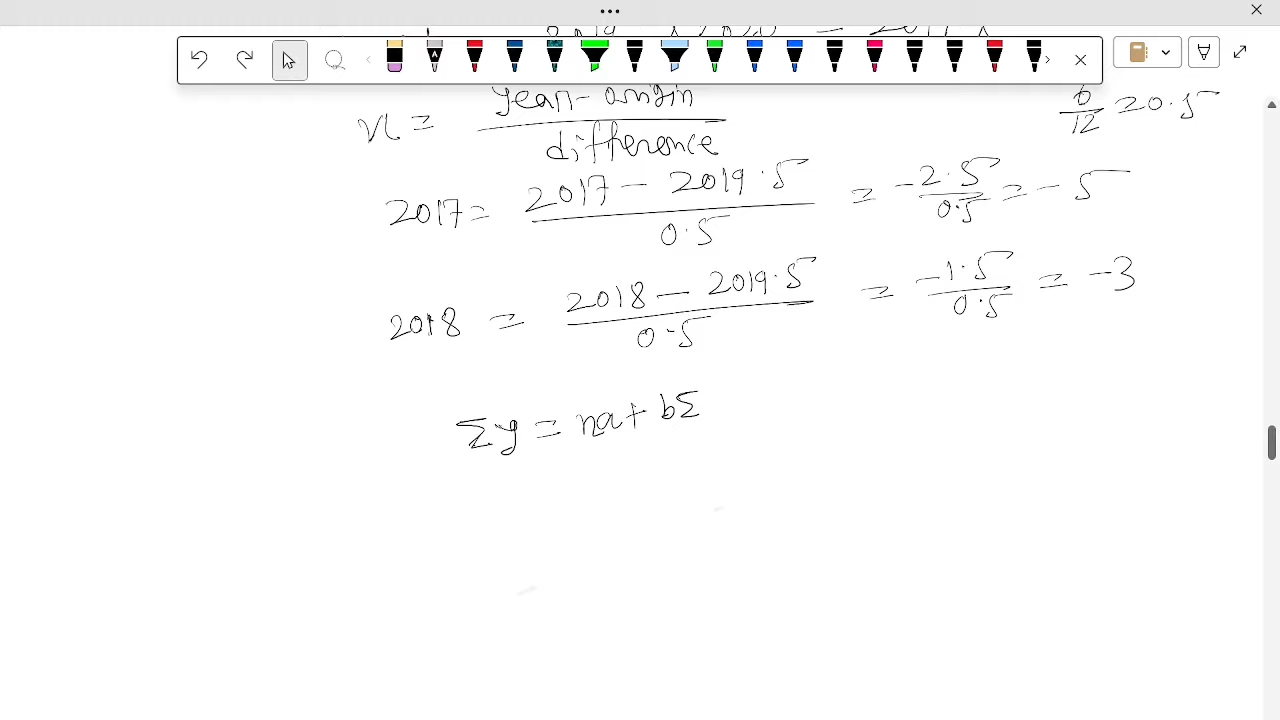 x = year-origin / difference
6/12 = 0.5
2017 = 2017 - 2019.5 / 0.5 = -2.5 / 0.5 = -5
2018 = 2018 - 2019.5 / 0.5 = -1.5 / 0.5 = -3
Σy = na + bΣ